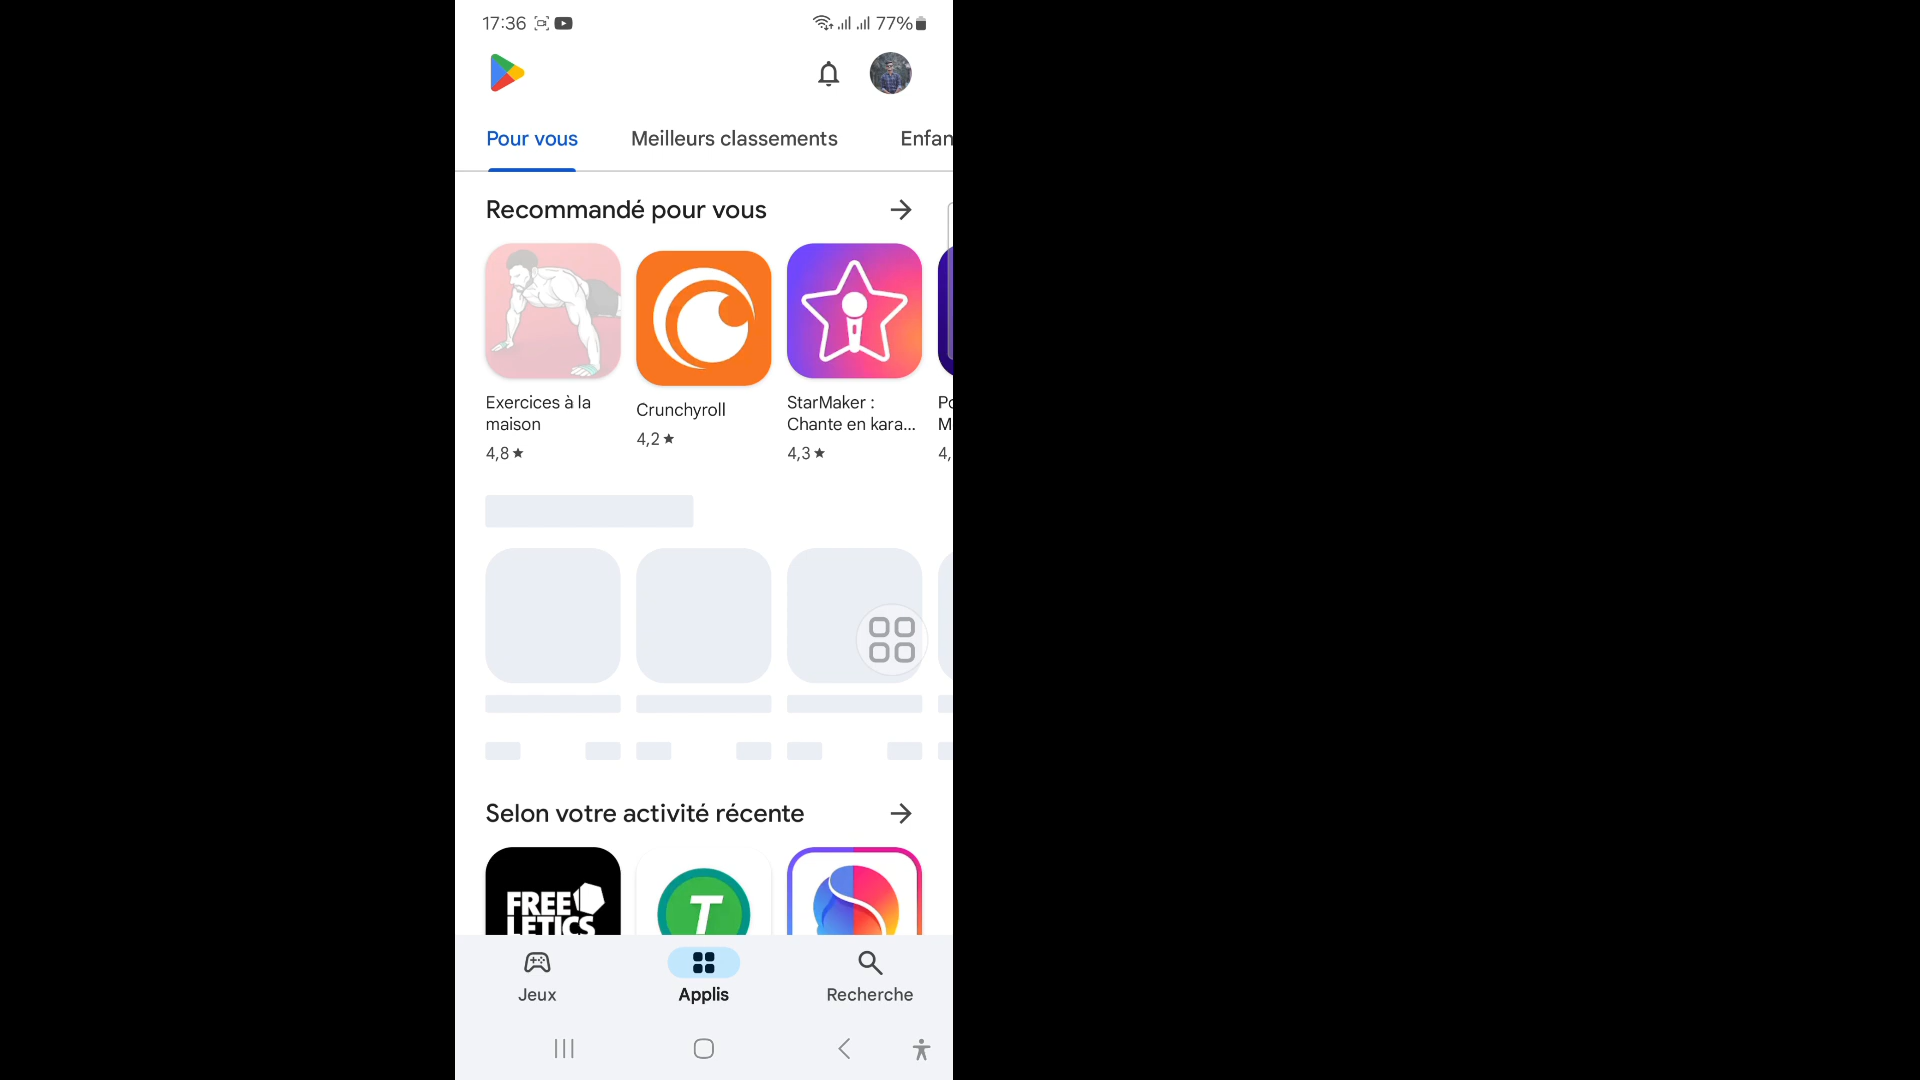 17:36
77%
Pour vous
Meilleurs classements
Enfan
Recommandé pour vous
Exercices à la
maison
4,8★
Crunchyroll
4,2★
StarMaker :
Chante en kara...
4,3★
4,
Selon votre activité récente
FREE
LETICS
T
Jeux
Applis
Recherche